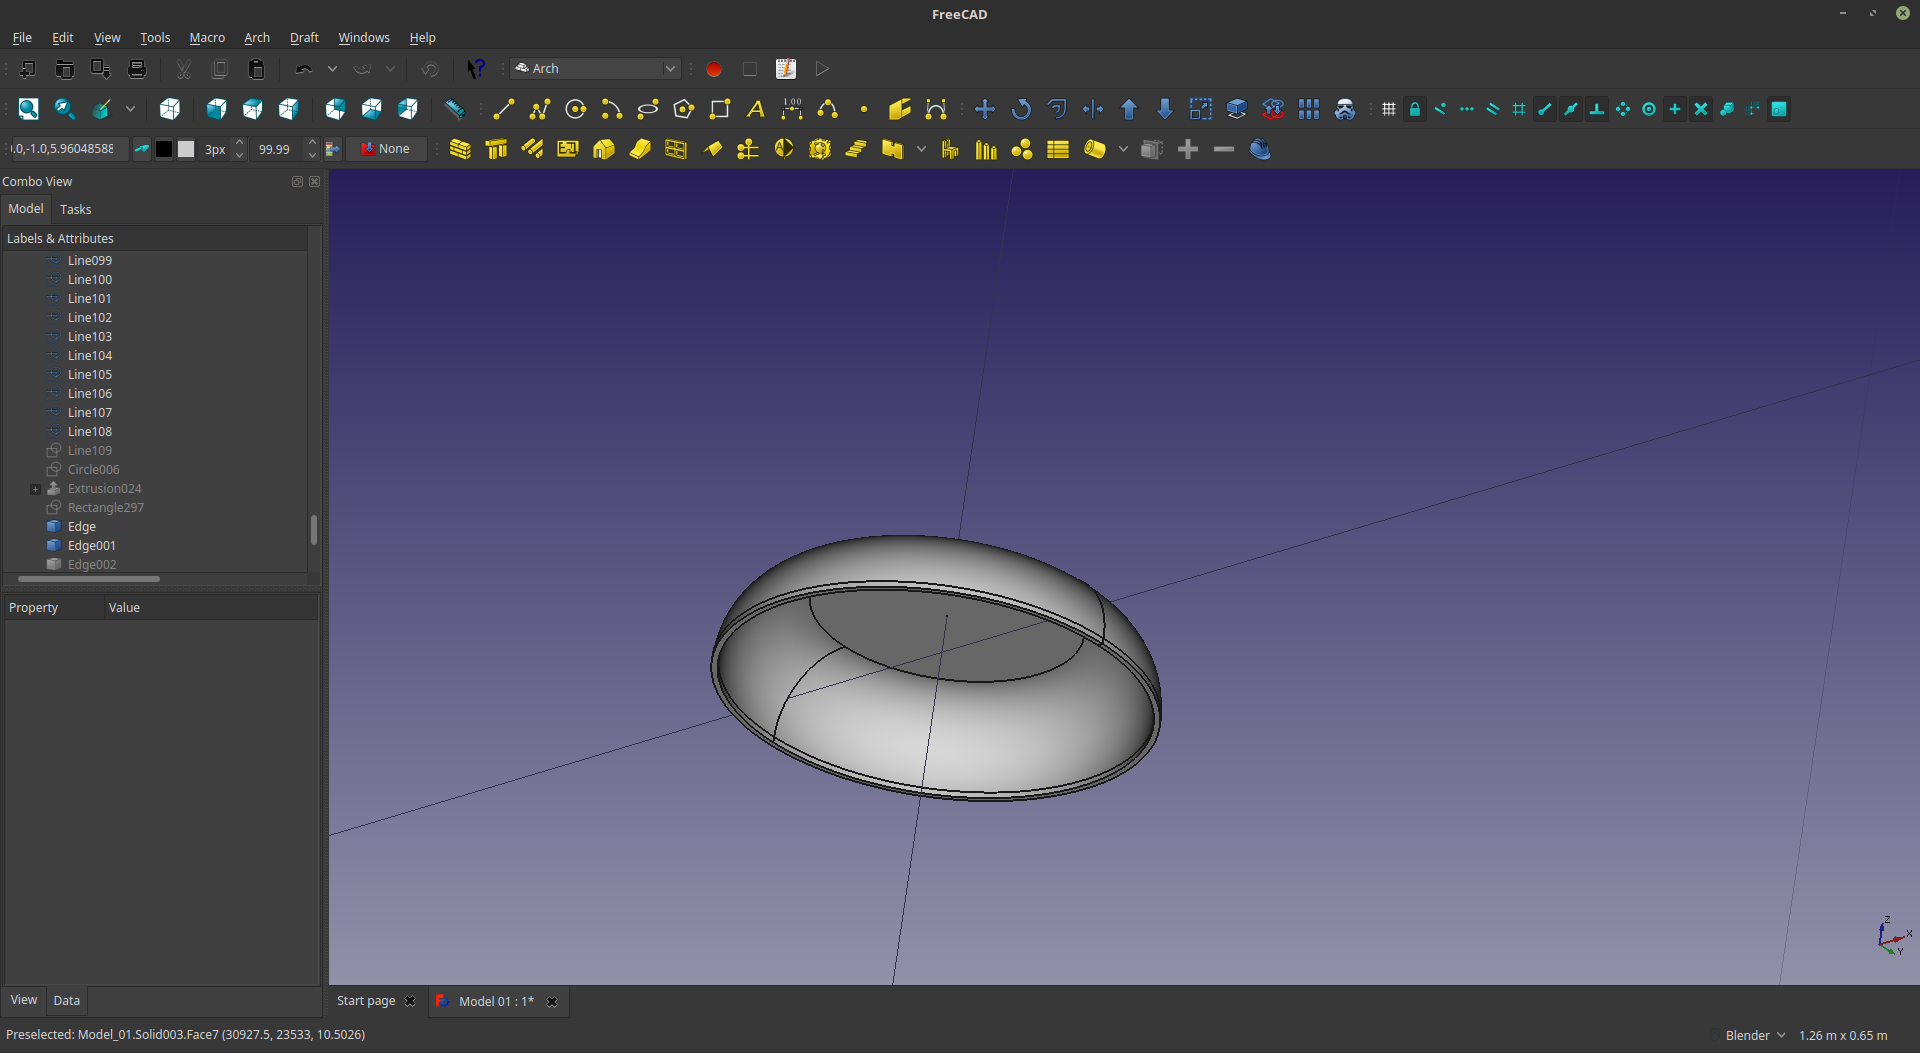 FreeCAD
File Edit View Tools Macro Arch Draft Windows Help
Arch
A 1.00
.0,-1.0,5.96048588 3px 99.99 None
Combo View
Model Tasks
Labels & Attributes
Line099
Line100
Line101
Line102
Line103
Line104
Line105
Line106
Line107
Line108
Line109
Circle006
Extrusion024
Rectangle297
Edge
Edge001
Edge002
Property Value
Z
X
Y
View Data
Start page Model 01 : 1*
Preselected: Model_01.Solid003.Face7 (30927.5, 23533, 10.5026)
Blender 1.26 m x 0.65 m